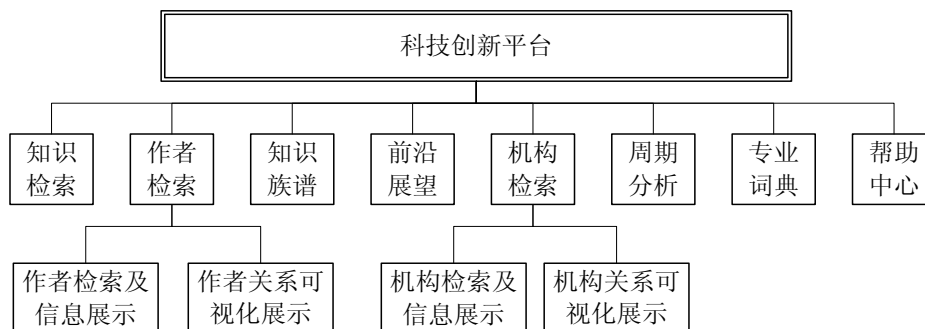 科技创新平台
知识
检索
作者
检索
知识
族谱
前沿
展望
机构
检索
周期
分析
专业
词典
帮助
中心
作者检索及
信息展示
作者关系可
视化展示
机构检索及
信息展示
机构关系可
视化展示